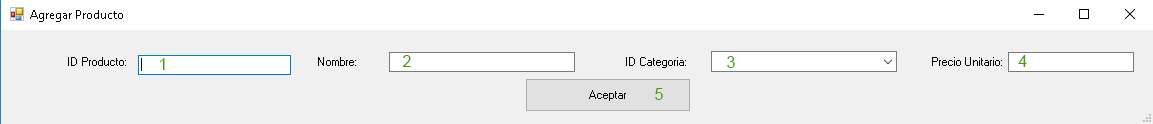 Agregar Producto
ID Producto: 1 Nombre: 2 ID Categoria: 3 Precio Unitario: 4
Aceptar 5